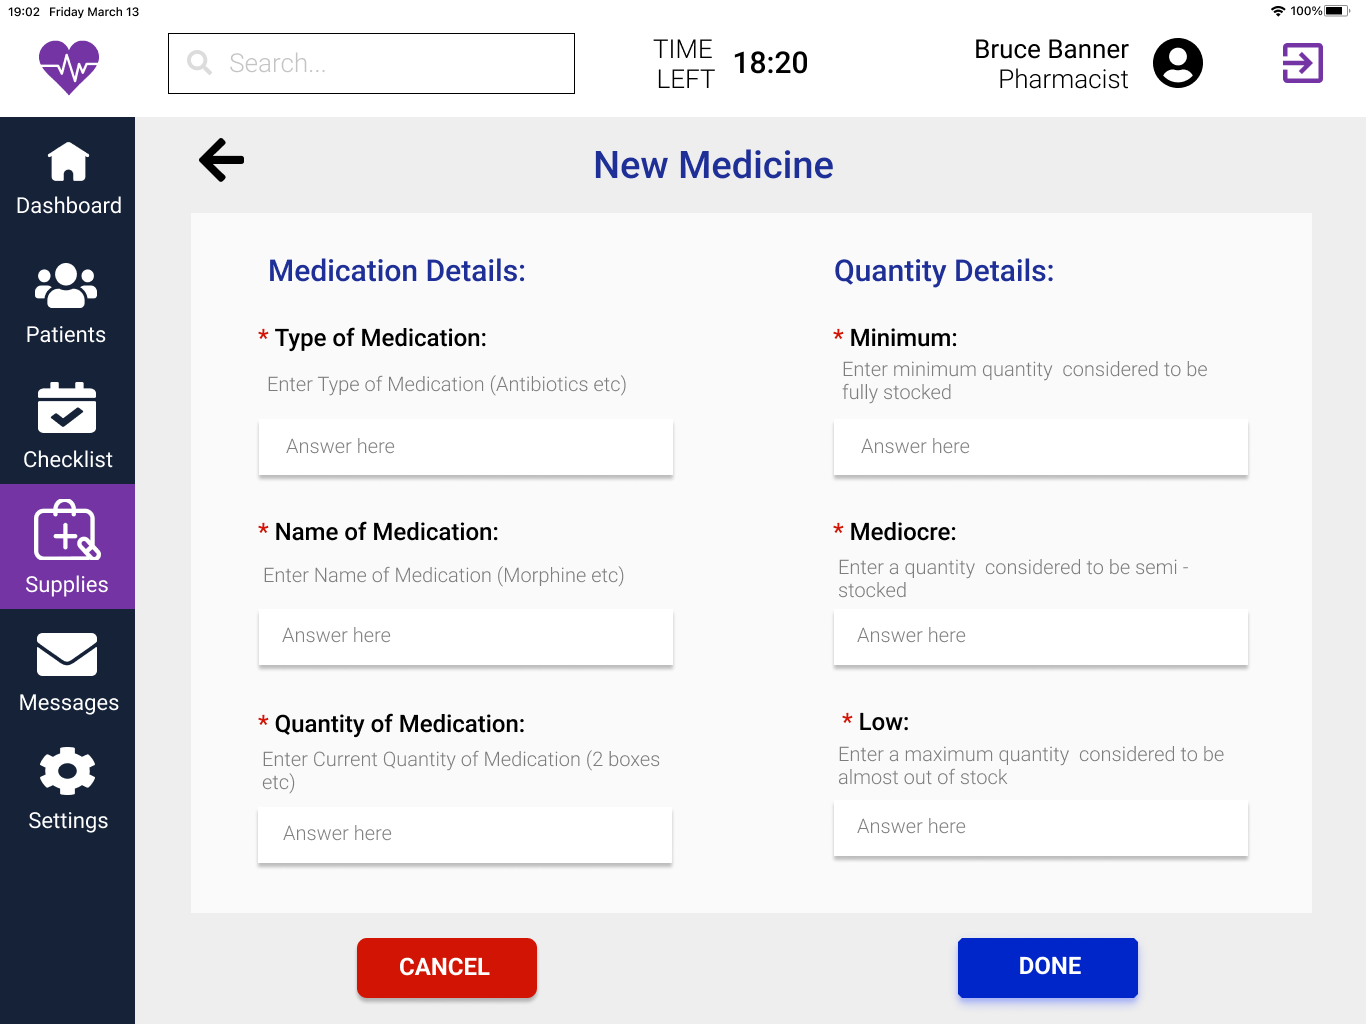 19:02 Friday March 13
100%
Search...
TIME
LEFT
18:20
Bruce Banner
Pharmacist
Dashboard
Patients
Checklist
Supplies
Messages
Settings
New Medicine
Medication Details:
* Type of Medication:
Enter Type of Medication (Antibiotics etc)
Answer here
* Name of Medication:
Enter Name of Medication (Morphine etc)
Answer here
* Quantity of Medication:
Enter Current Quantity of Medication (2 boxes
etc)
Answer here
Quantity Details:
* Minimum:
Enter minimum quantity  considered to be
fully stocked
Answer here
* Mediocre:
Enter a quantity  considered to be semi -
stocked
Answer here
* Low:
Enter a maximum quantity  considered to be
almost out of stock
Answer here
CANCEL
DONE